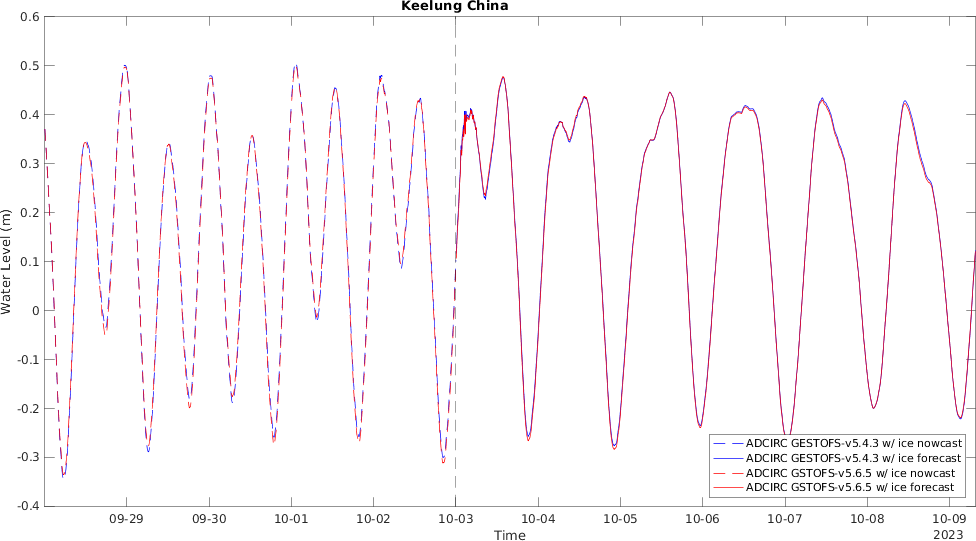 Keelung China
0.6
0.5
0.4
0.3
0.2
0.1
0
-0.1
-0.2
-0.3
-0.4
Water Level (m)
ADCIRC GESTOFS-v5.4.3 w/ ice nowcast
ADCIRC GESTOFS-v5.4.3 w/ ice forecast
ADCIRC GSTOFS-v5.6.5 w/ ice nowcast
ADCIRC GSTOFS-v5.6.5 w/ ice forecast
09-29 09-30 10-01 10-02 10-03 10-04 10-05 10-06 10-07 10-08 10-09
2023
Time